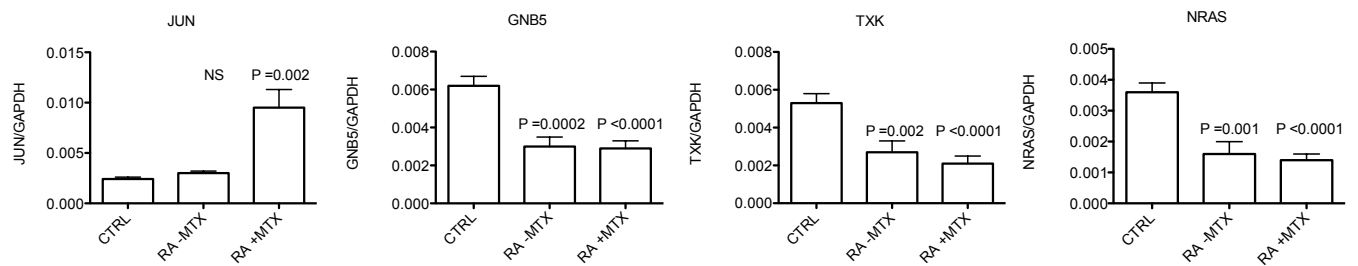 JUN
JUN/GAPDH
0.015
0.010
0.005
0.000
NS
P =0.002
CTRL
RA -MTX
RA +MTX
GNB5
GNB5/GAPDH
0.008
0.006
0.004
0.002
0.000
P =0.0002
P <0.0001
CTRL
RA -MTX
RA +MTX
TXK
TXK/GAPDH
0.008
0.006
0.004
0.002
0.000
P =0.002
P <0.0001
CTRL
RA -MTX
RA +MTX
NRAS
NRAS/GAPDH
0.005
0.004
0.003
0.002
0.001
0.000
P =0.001
P <0.0001
CTRL
RA -MTX
RA +MTX